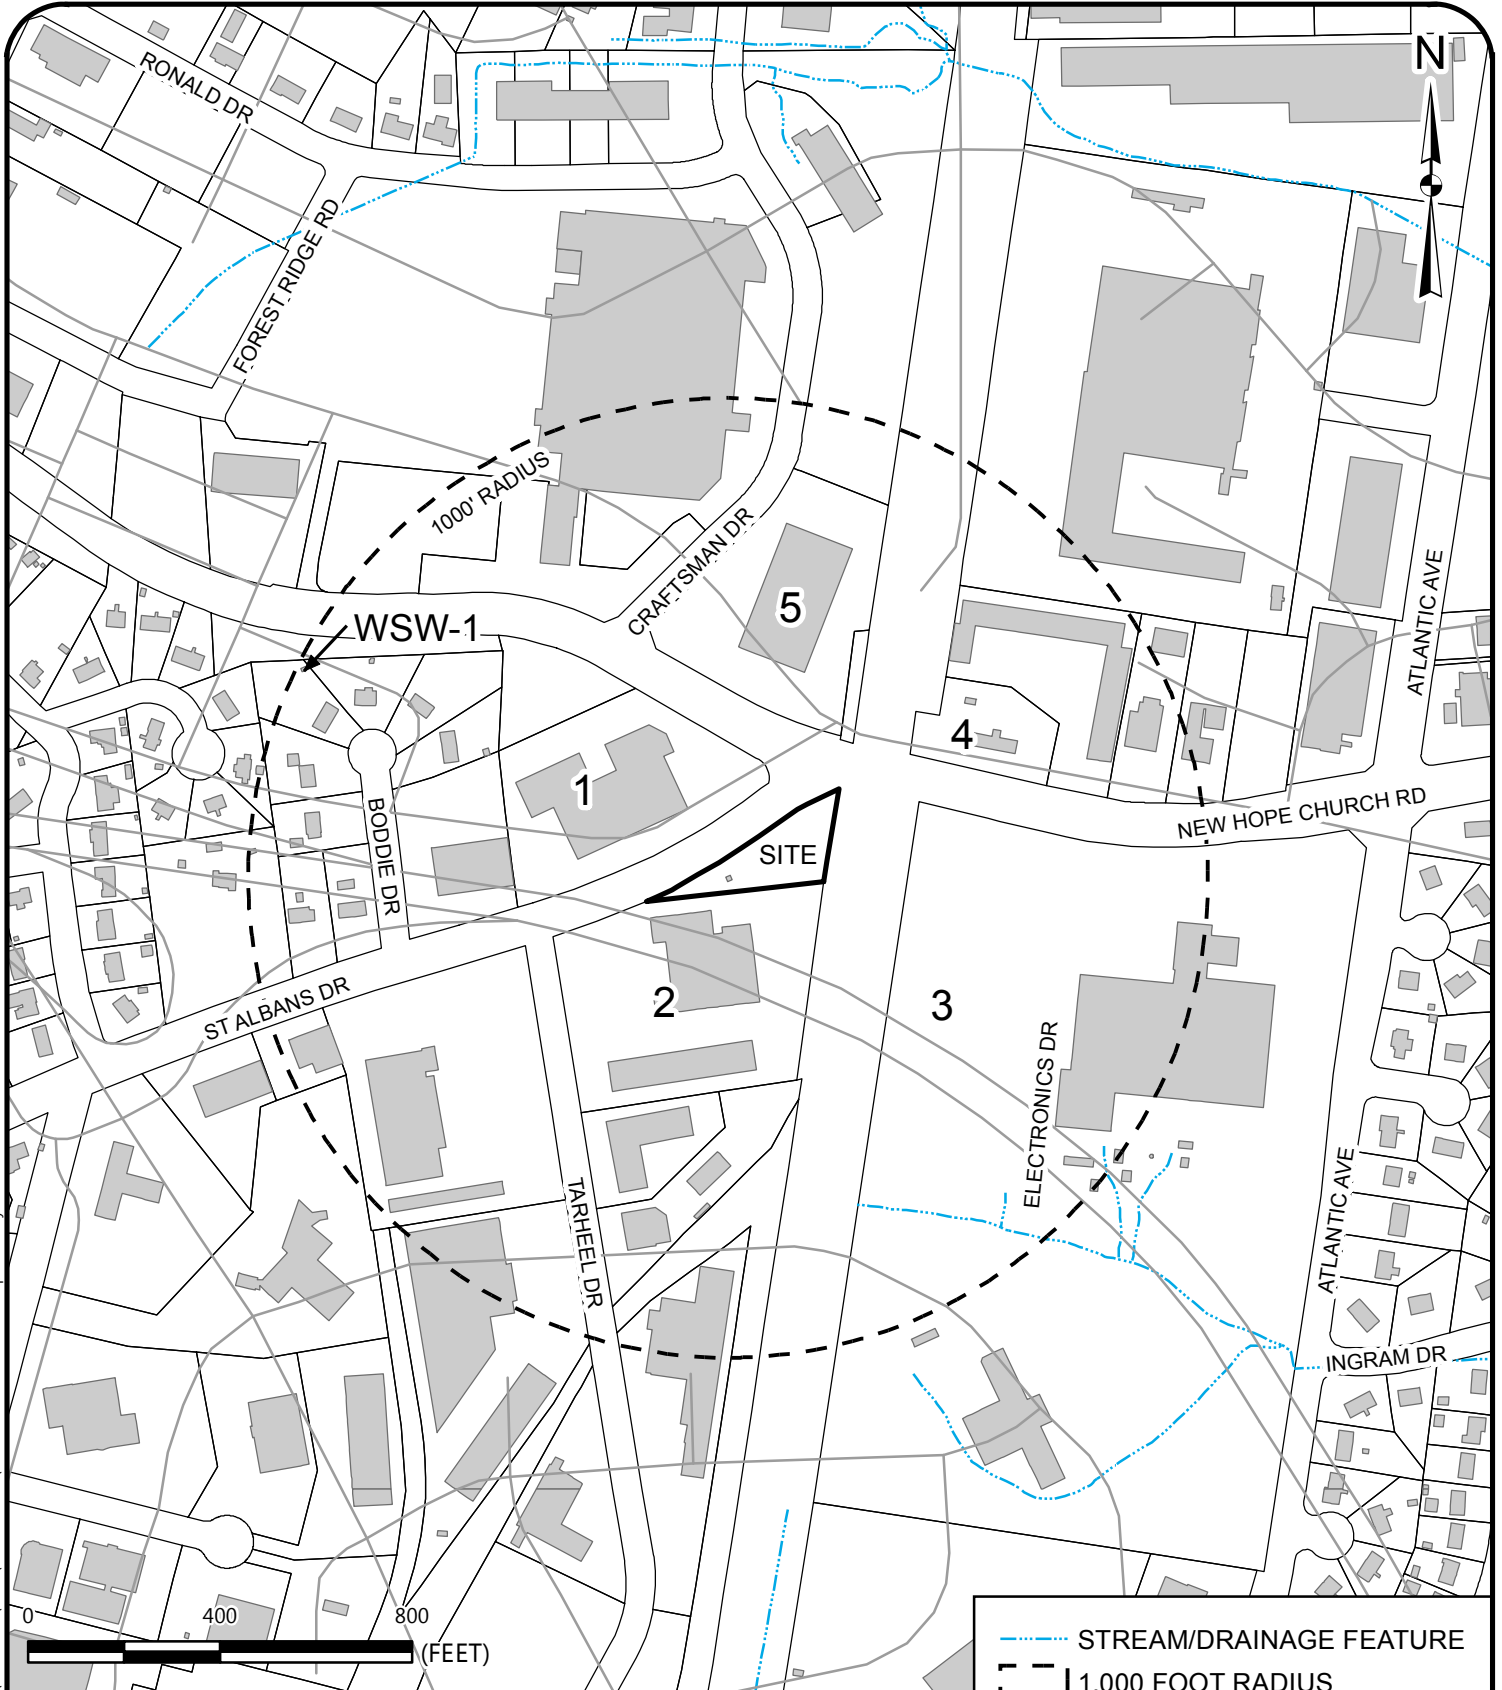 N
RONALD DR
FOREST RIDGE RD
1000' RADIUS
CRAFTSMAN DR
5
ATLANTIC AVE
WSW-1
4
1
BODDIE DR
NEW HOPE CHURCH RD
SITE
2
3
ST ALBANS DR
ELECTRONICS DR
TARHEEL DR
ATLANTIC AVE
INGRAM DR
0 400 800
(FEET)
STREAM/DRAINAGE FEATURE
1,000 FOOT RADIUS